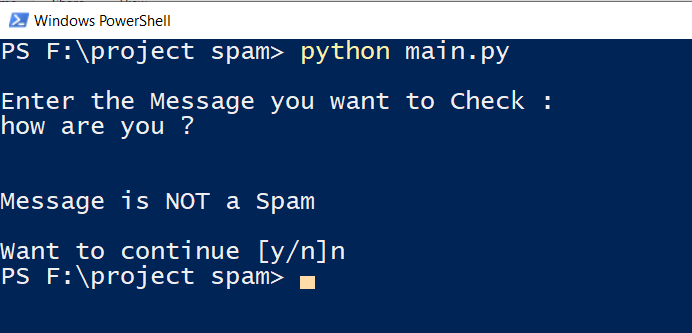 Windows PowerShell
PS F:\project spam> python main.py
Enter the Message you want to Check :
how are you ?
Message is NOT a Spam
Want to continue [y/n]n
PS F:\project spam>